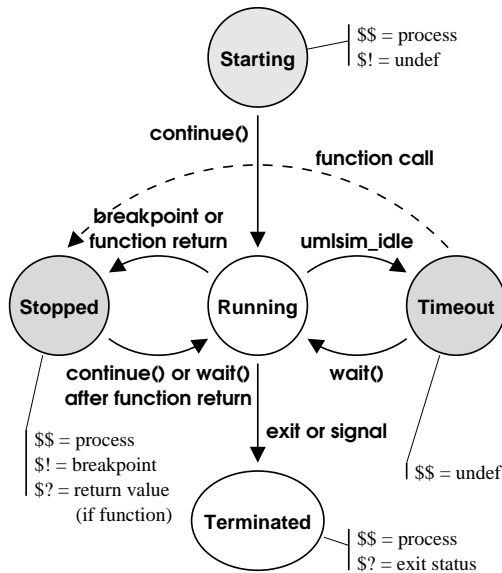 $$ = process
$! = undef
Starting
continue()
function call
breakpoint or
function return
umlsim_idle
Stopped
Running
Timeout
continue() or wait()
after function return
wait()
exit or signal
$$ = process
$! = breakpoint
$? = return value
(if function)
$$ = undef
Terminated
$$ = process
$? = exit status